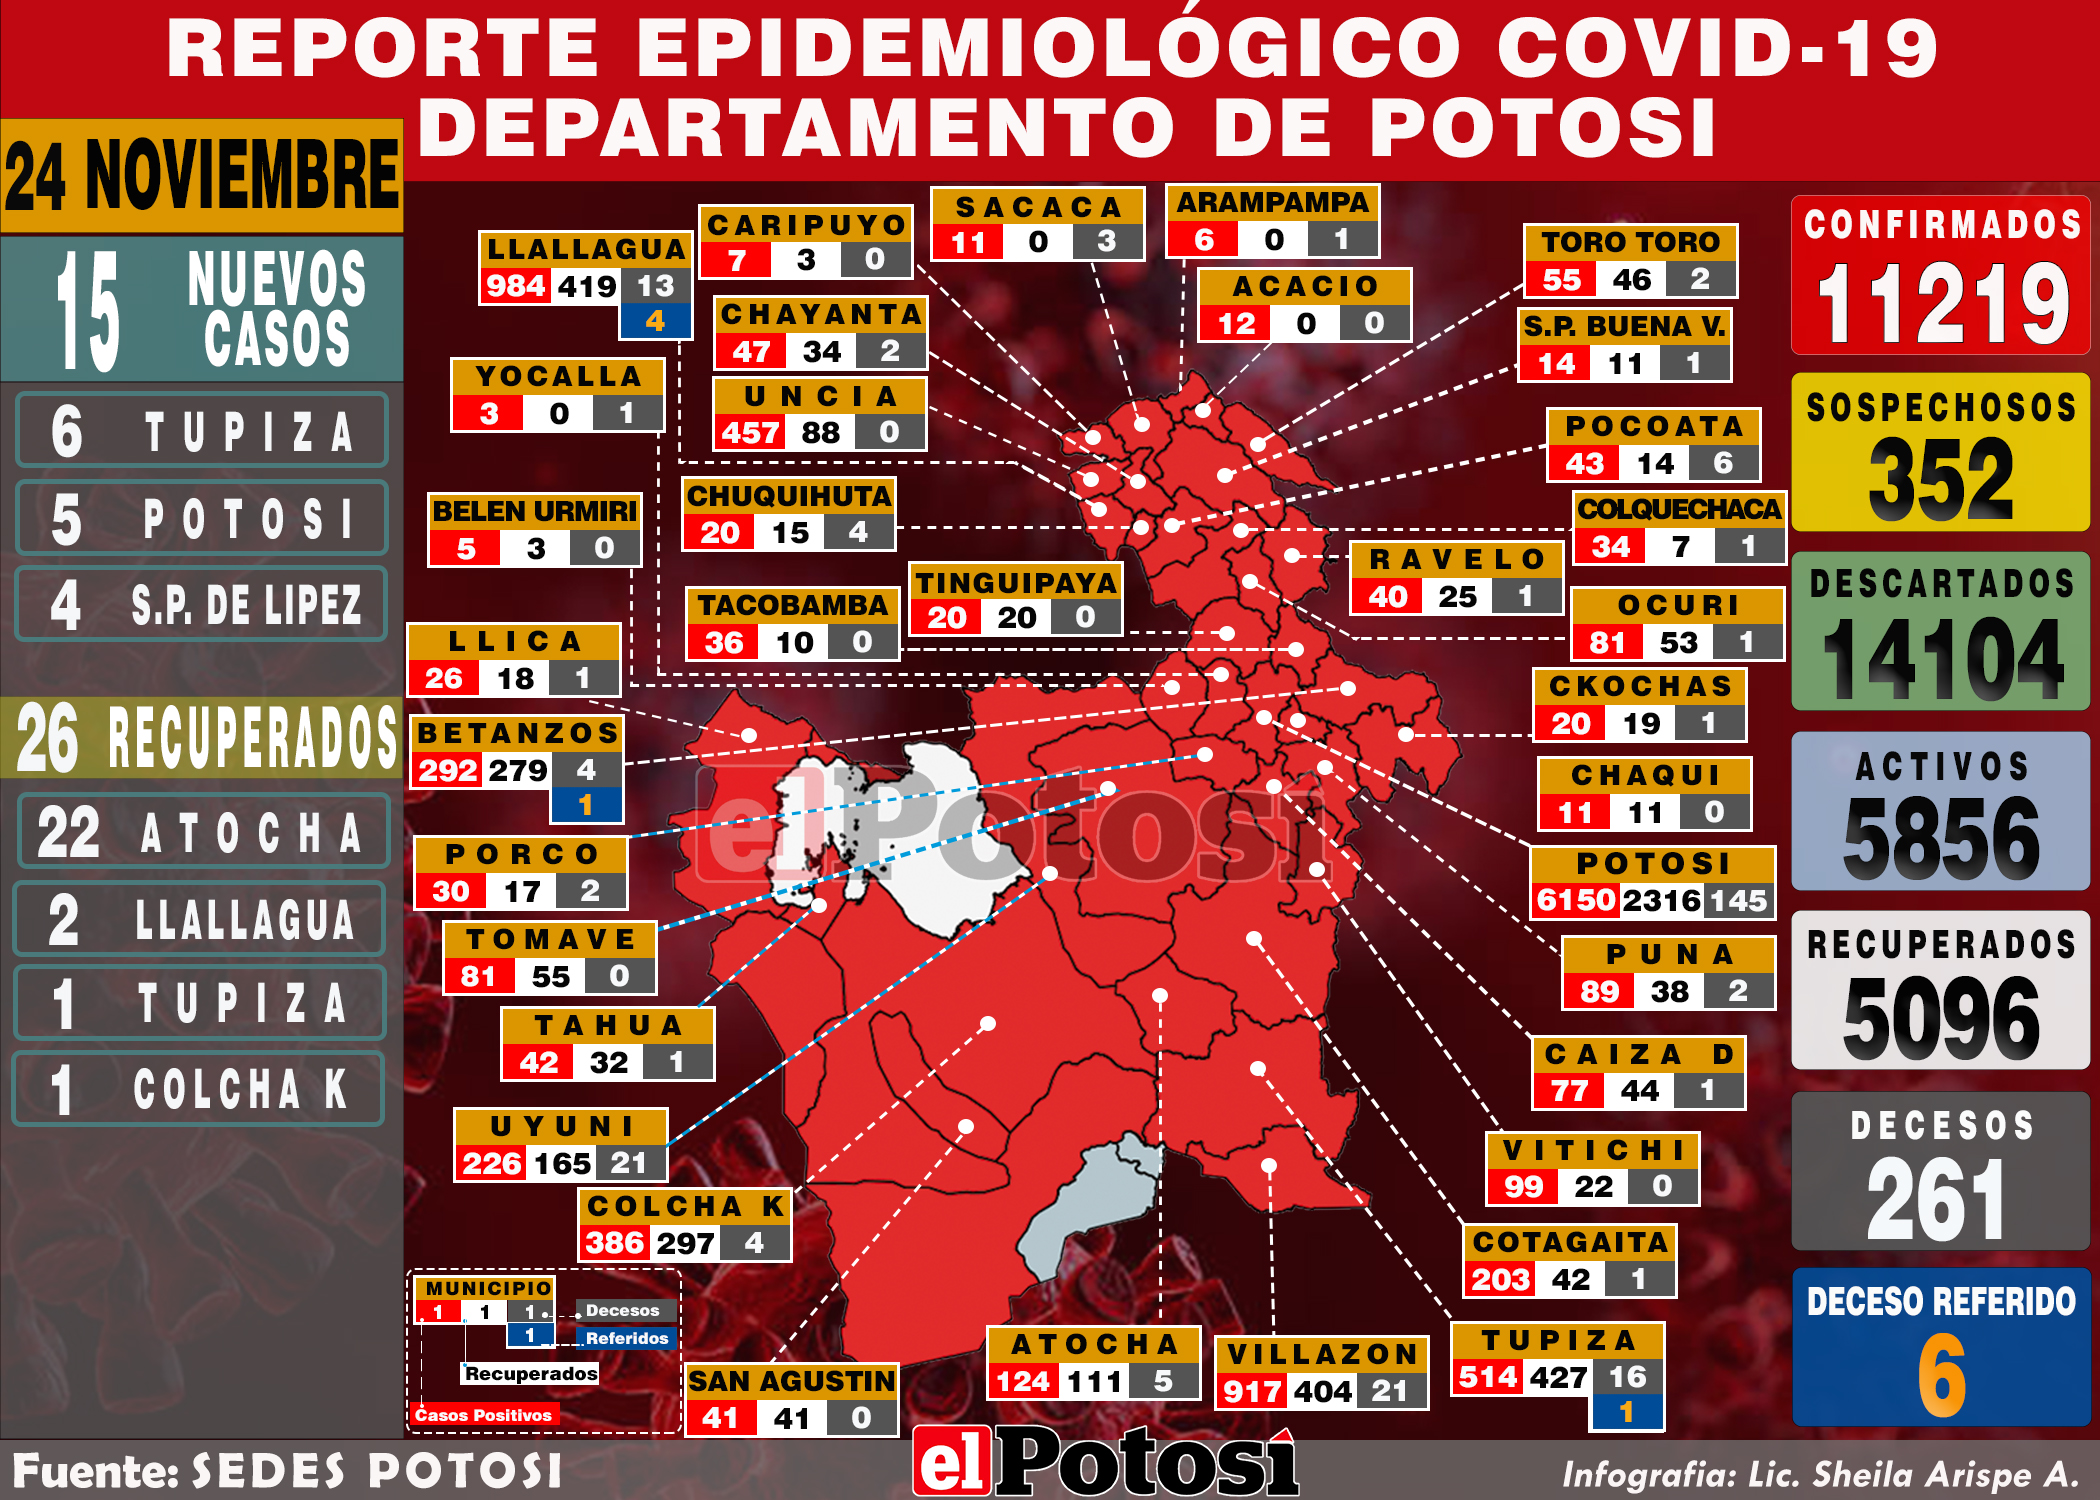 REPORTE EPIDEMIOLÓGICO COVID-19
DEPARTAMENTO DE POTOSI
24 NOVIEMBRE
15 NUEVOS CASOS
6 TUPIZA
5 POTOSI
4 S.P. DE LIPEZ
26 RECUPERADOS
22 ATOCHA
2 LLALLAGUA
1 TUPIZA
1 COLCHA K
LLALLAGUA
984 419 13
4
CARIPUYO
7 3 0
SACACA
11 0 3
ARAMPAMPA
6 0 1
ACACIO
12 0 0
TORO TORO
55 46 2
S.P. BUENA V.
14 11 1
CHAYANTA
47 34 2
UNCIA
457 88 0
YOCALLA
3 0 1
POCOATA
43 14 6
BELEN URMIRI
5 3 0
CHUQUIHUTA
20 15 4
COLQUECHACA
34 7 1
RAVELO
40 25 1
TINGUIPAYA
20 20 0
TACOBAMBA
36 10 0
OCURI
81 53 1
LLICA
26 18 1
CKOCHAS
20 19 1
BETANZOS
292 279 4
1
CHAQUI
11 11 0
PORCO
30 17 2
POTOSI
6150 2316 145
TOMAVE
81 55 0
PUNA
89 38 2
TAHUA
42 32 1
CAIZA D
77 44 1
UYUNI
226 165 21
VITICHI
99 22 0
COLCHA K
386 297 4
COTAGAITA
203 42 1
SAN AGUSTIN
41 41 0
ATOCHA
124 111 5
VILLAZON
917 404 21
TUPIZA
514 427 16
1
el Potosí
MUNICIPIO
1 1 1 Decesos
1 Referidos
Recuperados
Casos Positivos
CONFIRMADOS
11219
SOSPECHOSOS
352
DESCARTADOS
14104
ACTIVOS
5856
RECUPERADOS
5096
DECESOS
261
DECESO REFERIDO
6
Fuente: SEDES POTOSI
el Potosí
Infografia: Lic. Sheila Arispe A.